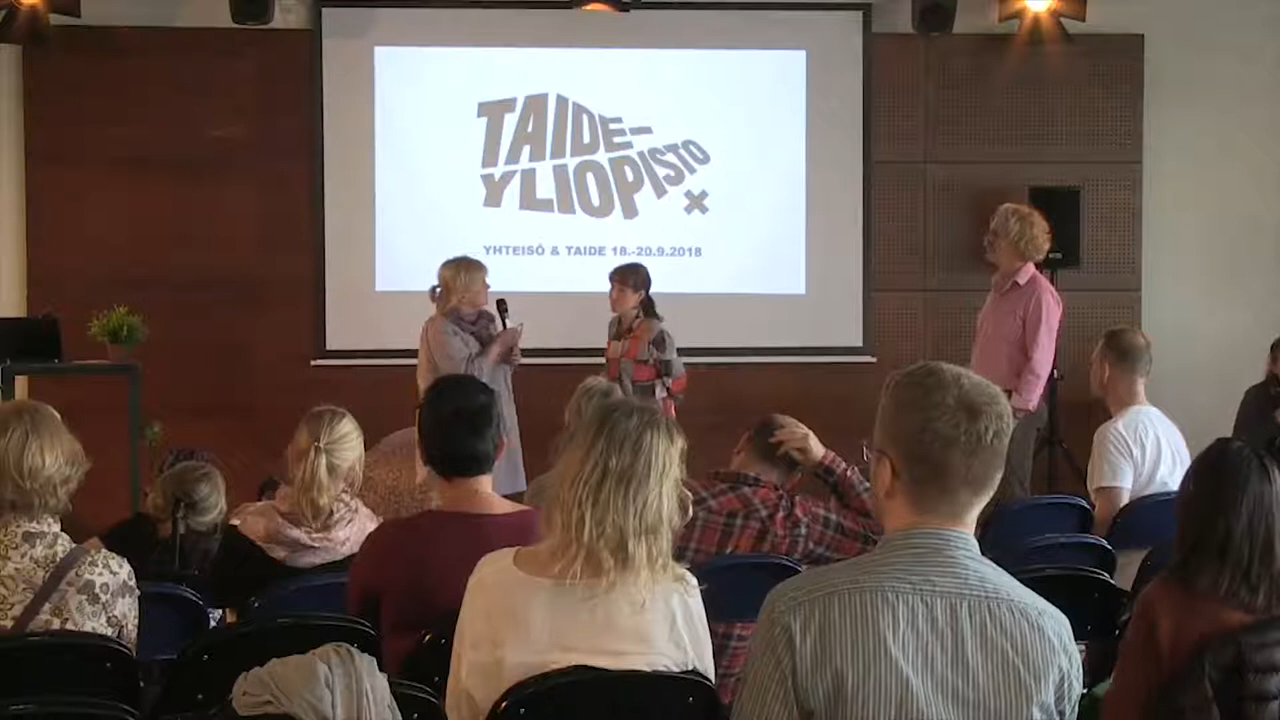 TAIDE-
YLIOPISTO
×
YHTEISÖ & TAIDE 18.-20.9.2018